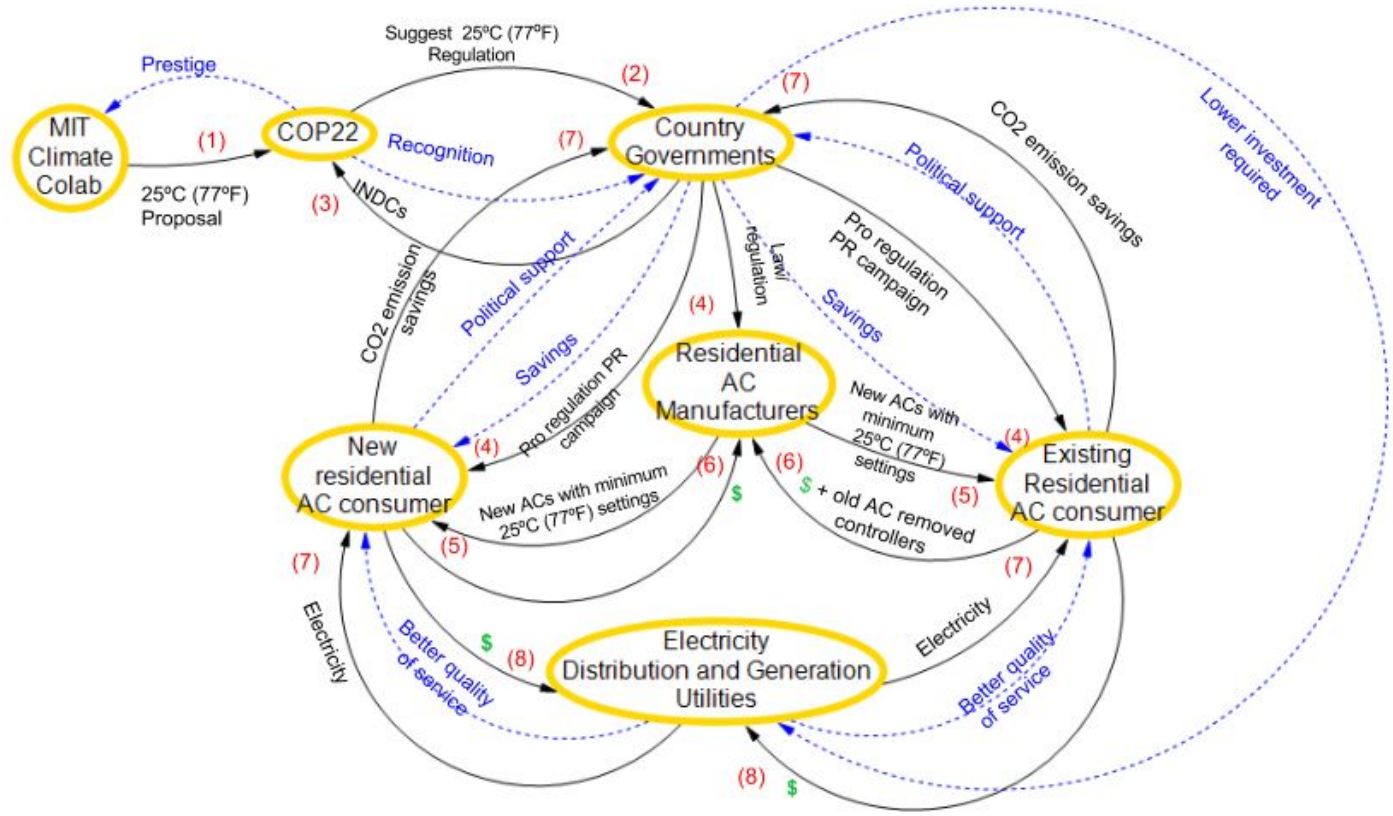 Suggest 25ºC (77ºF)
Regulation
(2)
(7)
Prestige
MIT
Climate
Colab
(1)
COP22
25ºC (77ºF)
Proposal
Recognition
(3)
INDCs
(7)
Country
Governments
CO2 emission savings
Lower investment
required
Political support
CO2 emission
savings
Political support
Savings
Pro regulation PR
campaign
Law/
regulation
(4)
Savings
Pro regulation
PR campaign
Residential
AC
Manufacturers
New ACs with
minimum
25ºC (77ºF)
settings
(4)
(5)
Existing
Residential
AC consumer
New
residential
AC consumer
(4)
New ACs with minimum
25ºC (77ºF) settings
(5)
(6)
$
(6)
$ + old AC removed
controllers
(7)
(7)
Electricity
$
(8)
Better quality
of service
Electricity
Distribution and Generation
Utilities
Electricity
Better quality
of service
(8)
$